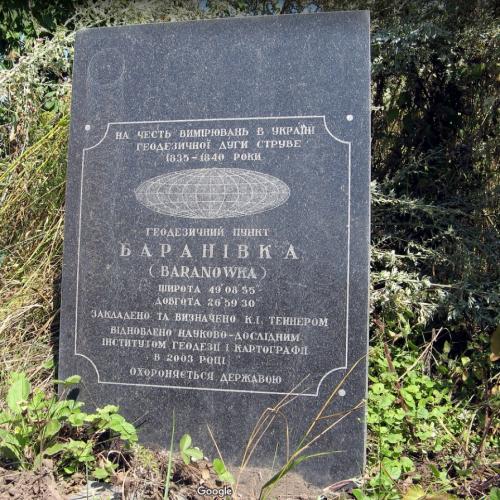 НА ЧЕСТЬ ВИМІРЮВАНЬ В УКРАЇНІ
ГЕОДЕЗИЧНОЇ ДУГИ СТРУВЕ
1835-1840 РОКИ
ГЕОДЕЗИЧНИЙ ПУНКТ
БАРАНІВКА
(BARANOWKA)
ШИРОТА 49 08 55
ДОВГОТА 26 59 30
ЗАКЛАДЕНО ТА ВИЗНАЧЕНО К.І. ТЕННЕРОМ
ВІДНОВЛЕНО НАУКОВО-ДОСЛІДНИМ
ІНСТИТУТОМ ГЕОДЕЗІЇ І КАРТОГРАФІЇ
В 2003 РОЦІ
ОХОРОНЯЄТЬСЯ ДЕРЖАВОЮ
Google